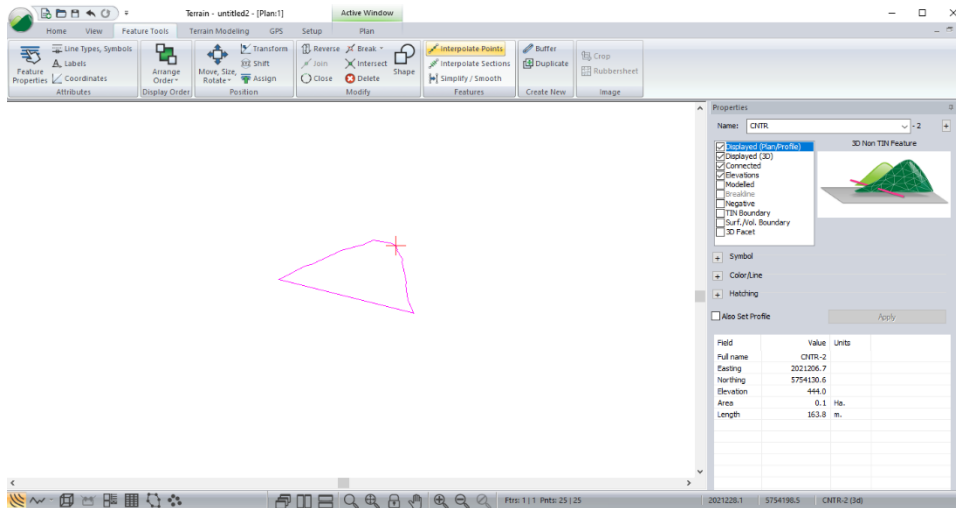 Terrain - untitled2 - [Plan:1]
Active Window
Home View Feature Tools Terrain Modeling GPS Setup Plan
Feature Properties
Line Types, Symbols
Labels
Coordinates
Attributes
Arrange Order
Display Order
Move, Size, Rotate
Transform
Shift
Assign
Position
Reverse
Break
Join
Intersect
Close
Delete
Shape
Modify
Interpolate Points
Interpolate Sections
Simplify / Smooth
Features
Buffer
Duplicate
Create New
Crop
Rubbersheet
Image
Properties
Name: CNTR - 2 +
Displayed (Plan/Profile)
Displayed (3D)
Connected
Elevations
Modelled
Breakline
Negative
TIN Boundary
Surf./Vol. Boundary
3D Facet
3D Non TIN Feature
+ Symbol
+ Color/Line
+ Hatching
Also Set Profile
Apply
Field Value Units
Full name CNTR-2
Easting 2021206.7
Northing 5754130.6
Elevation 444.0
Area 0.1 Ha.
Length 163.8 m.
Ftrs: 1 | 1 Pnts: 25 | 25
2021228.1 5754198.5 CNTR-2 (3d)